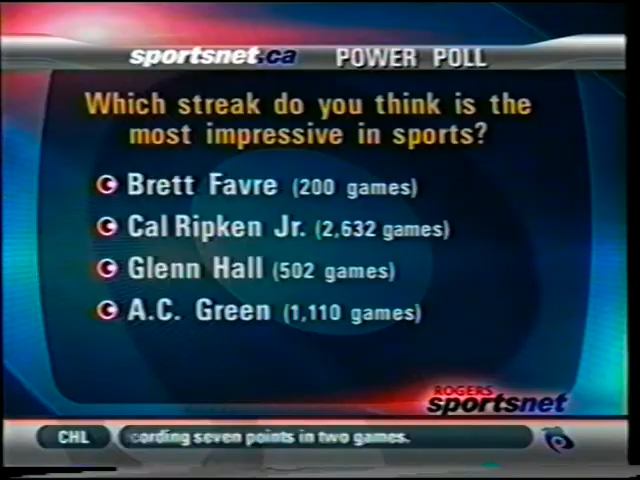 sportsnet.ca POWER POLL
Which streak do you think is the
most impressive in sports?
Brett Favre (200 games)
Cal Ripken Jr. (2,632 games)
Glenn Hall (502 games)
A.C. Green (1,110 games)
ROGERS
sportsnet
CHL cording seven points in two games.